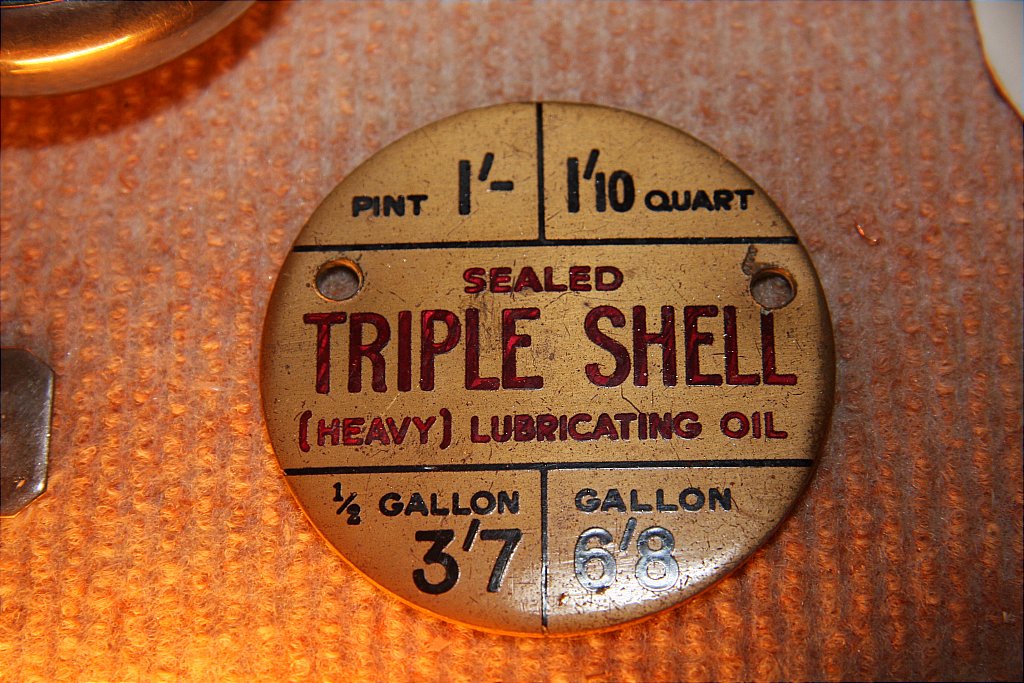 PINT 1'- 1'10 QUART
SEALED
TRIPLE SHELL
(HEAVY) LUBRICATING OIL
½ GALLON GALLON
3'7 6'8